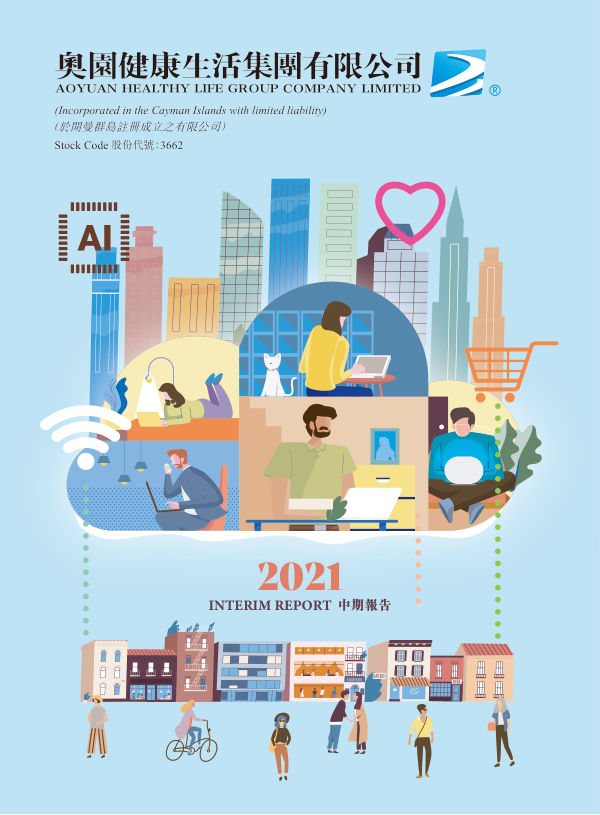 奧園健康生活集團有限公司
AOYUAN HEALTHY LIFE GROUP COMPANY LIMITED
®
(Incorporated in the Cayman Islands with limited liability)
(於開曼群島註冊成立之有限公司)
Stock Code 股份代號：3662
AI
2021
INTERIM REPORT 中期報告